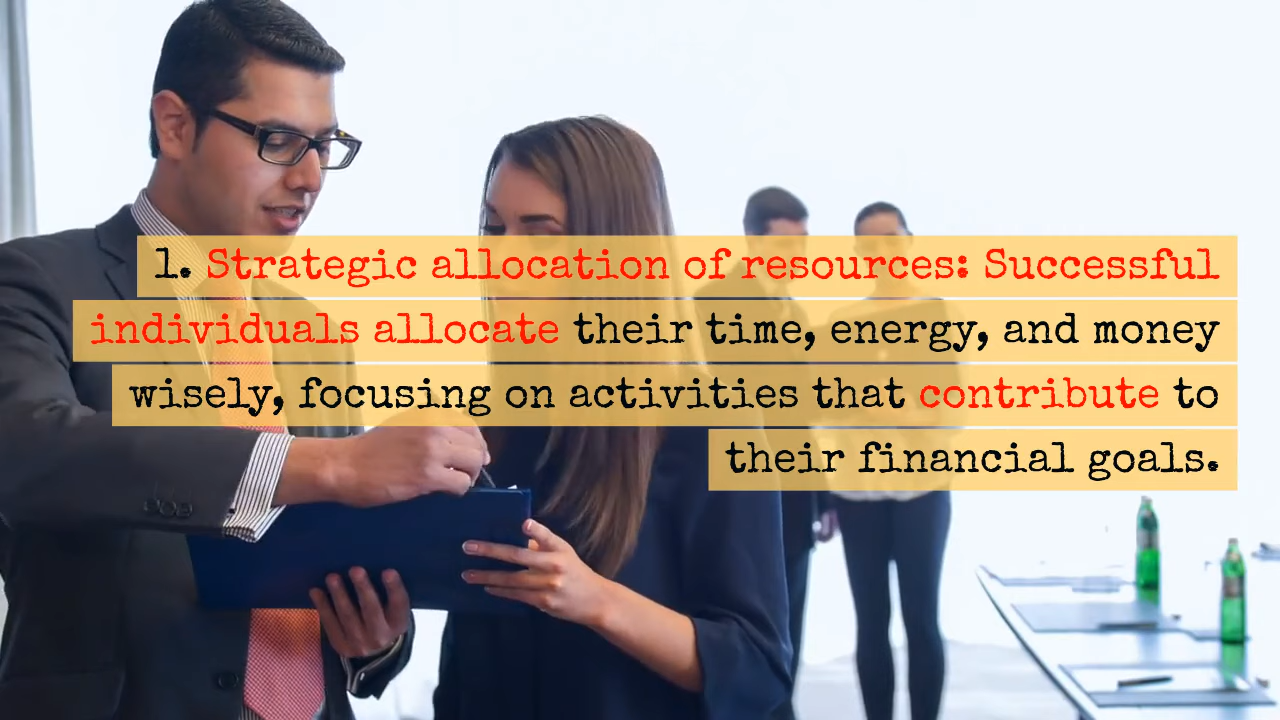 1. Strategic allocation of resources: Successful
individuals allocate their time, energy, and money
wisely, focusing on activities that contribute to
their financial goals.